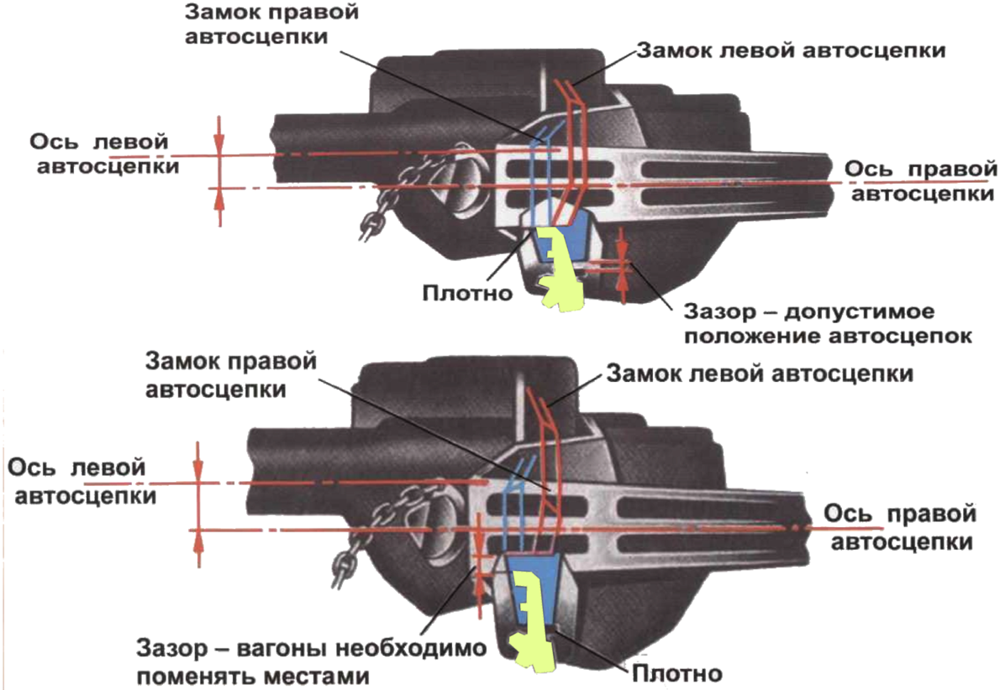 Замок правой
автосцепки
Замок левой автосцепки
Ось левой
автосцепки
Ось правой
автосцепки
Плотно
Зазор – допустимое
положение автосцепок
Замок правой
автосцепки
Замок левой автосцепки
Ось левой
автосцепки
Ось правой
автосцепки
Зазор – вагоны необходимо
поменять местами
Плотно